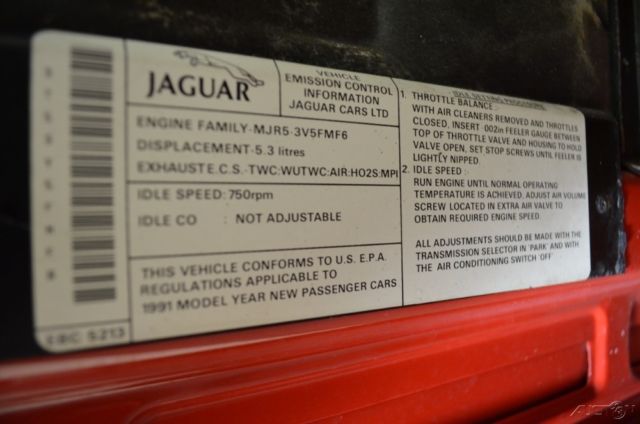 JAGUAR
VEHICLE
EMISSION CONTROL
INFORMATION
JAGUAR CARS LTD
ENGINE FAMILY-MJR5·3V5FMF6
DISPLACEMENT-5.3 litres
EXHAUST E.C.S.-TWC:WUTWC:AIR:HO2S:MPI
IDLE SPEED: 750rpm
IDLE CO : NOT ADJUSTABLE
THIS VEHICLE CONFORMS TO U.S. E.P.A.
REGULATIONS APPLICABLE TO
1991 MODEL YEAR NEW PASSENGER CARS
EBC 5213
IDLE SETTING PROCEDURE
1. THROTTLE BALANCE :
WITH AIR CLEANERS REMOVED AND THROTTLES
CLOSED. INSERT ·002in FEELER GAUGE BETWEEN
TOP OF THROTTLE VALVE AND HOUSING TO HOLD
VALVE OPEN, SET STOP SCREWS UNTIL FEELER IS
LIGHTLY NIPPED.
2. IDLE SPEED :
RUN ENGINE UNTIL NORMAL OPERATING
TEMPERATURE IS ACHIEVED. ADJUST AIR VOLUME
SCREW LOCATED IN EXTRA AIR VALVE TO
OBTAIN REQUIRED ENGINE SPEED.
ALL ADJUSTMENTS SHOULD BE MADE WITH THE
TRANSMISSION SELECTOR IN 'PARK' AND WITH
THE AIR CONDITIONING SWITCH 'OFF'